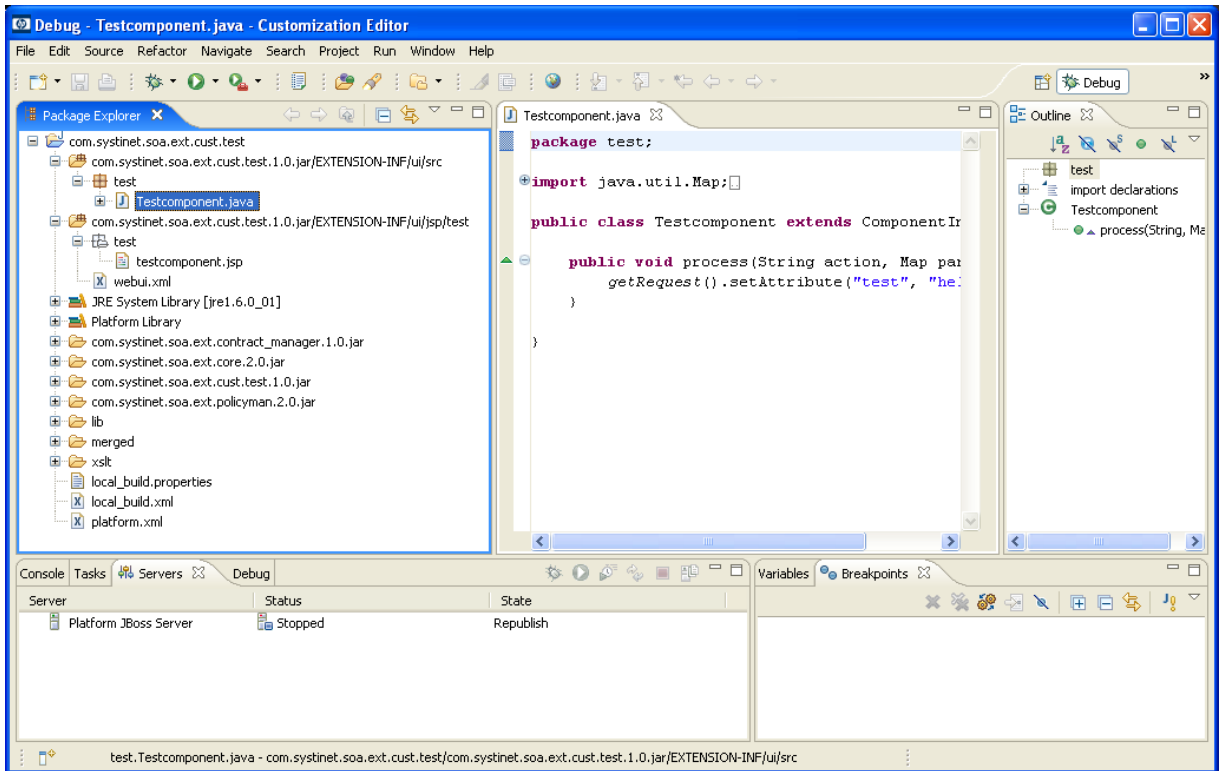 Debug - Testcomponent.java - Customization Editor
File Edit Source Refactor Navigate Search Project Run Window Help
Debug
»
Package Explorer
com.systinet.soa.ext.cust.test
com.systinet.soa.ext.cust.test.1.0.jar/EXTENSION-INF/ui/src
test
Testcomponent.java
com.systinet.soa.ext.cust.test.1.0.jar/EXTENSION-INF/ui/jsp/test
test
testcomponent.jsp
webui.xml
JRE System Library [jre1.6.0_01]
Platform Library
com.systinet.soa.ext.contract_manager.1.0.jar
com.systinet.soa.ext.core.2.0.jar
com.systinet.soa.ext.cust.test.1.0.jar
com.systinet.soa.ext.policyman.2.0.jar
lib
merged
xslt
local_build.properties
local_build.xml
platform.xml
Testcomponent.java
package test;
import java.util.Map;
public class Testcomponent extends ComponentIn
public void process(String action, Map par
getRequest().setAttribute("test", "hel
}
}
Outline
test
import declarations
Testcomponent
process(String, Ma
Console Tasks Servers Debug
Server Status State
Platform JBoss Server Stopped Republish
Variables Breakpoints
test.Testcomponent.java - com.systinet.soa.ext.cust.test/com.systinet.soa.ext.cust.test.1.0.jar/EXTENSION-INF/ui/src